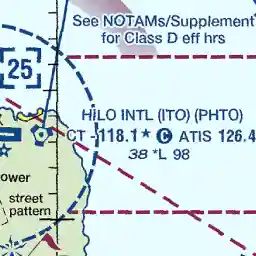 See NOTAMs/Supplement
for Class D eff hrs
25
HILO INTL (ITO) (PHTO)
CT - 118.1 * C ATIS 126.4
38 *L 98
ower
street
pattern